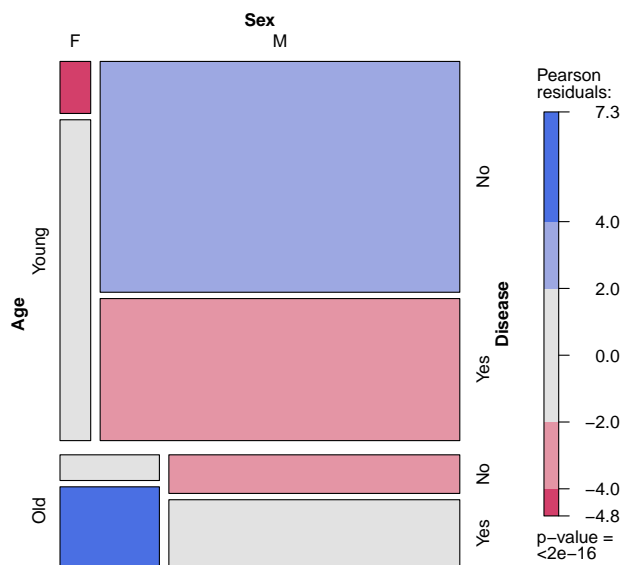 Sex
F
M
Age
Young
Old
No
Yes
No
Yes
Disease
Pearson
residuals:
7.3
4.0
2.0
0.0
−2.0
−4.0
−4.8
p−value =
<2e−16